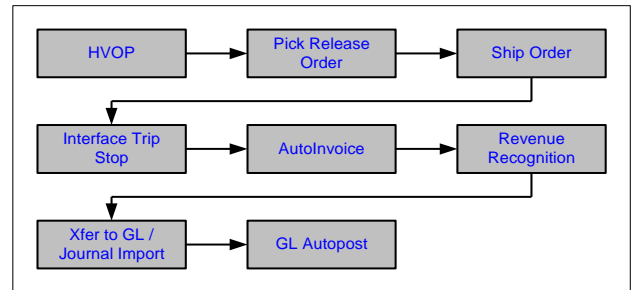 HVOP
Pick Release
Order
Ship Order
Interface Trip
Stop
AutoInvoice
Revenue
Recognition
Xfer to GL /
Journal Import
GL Autopost